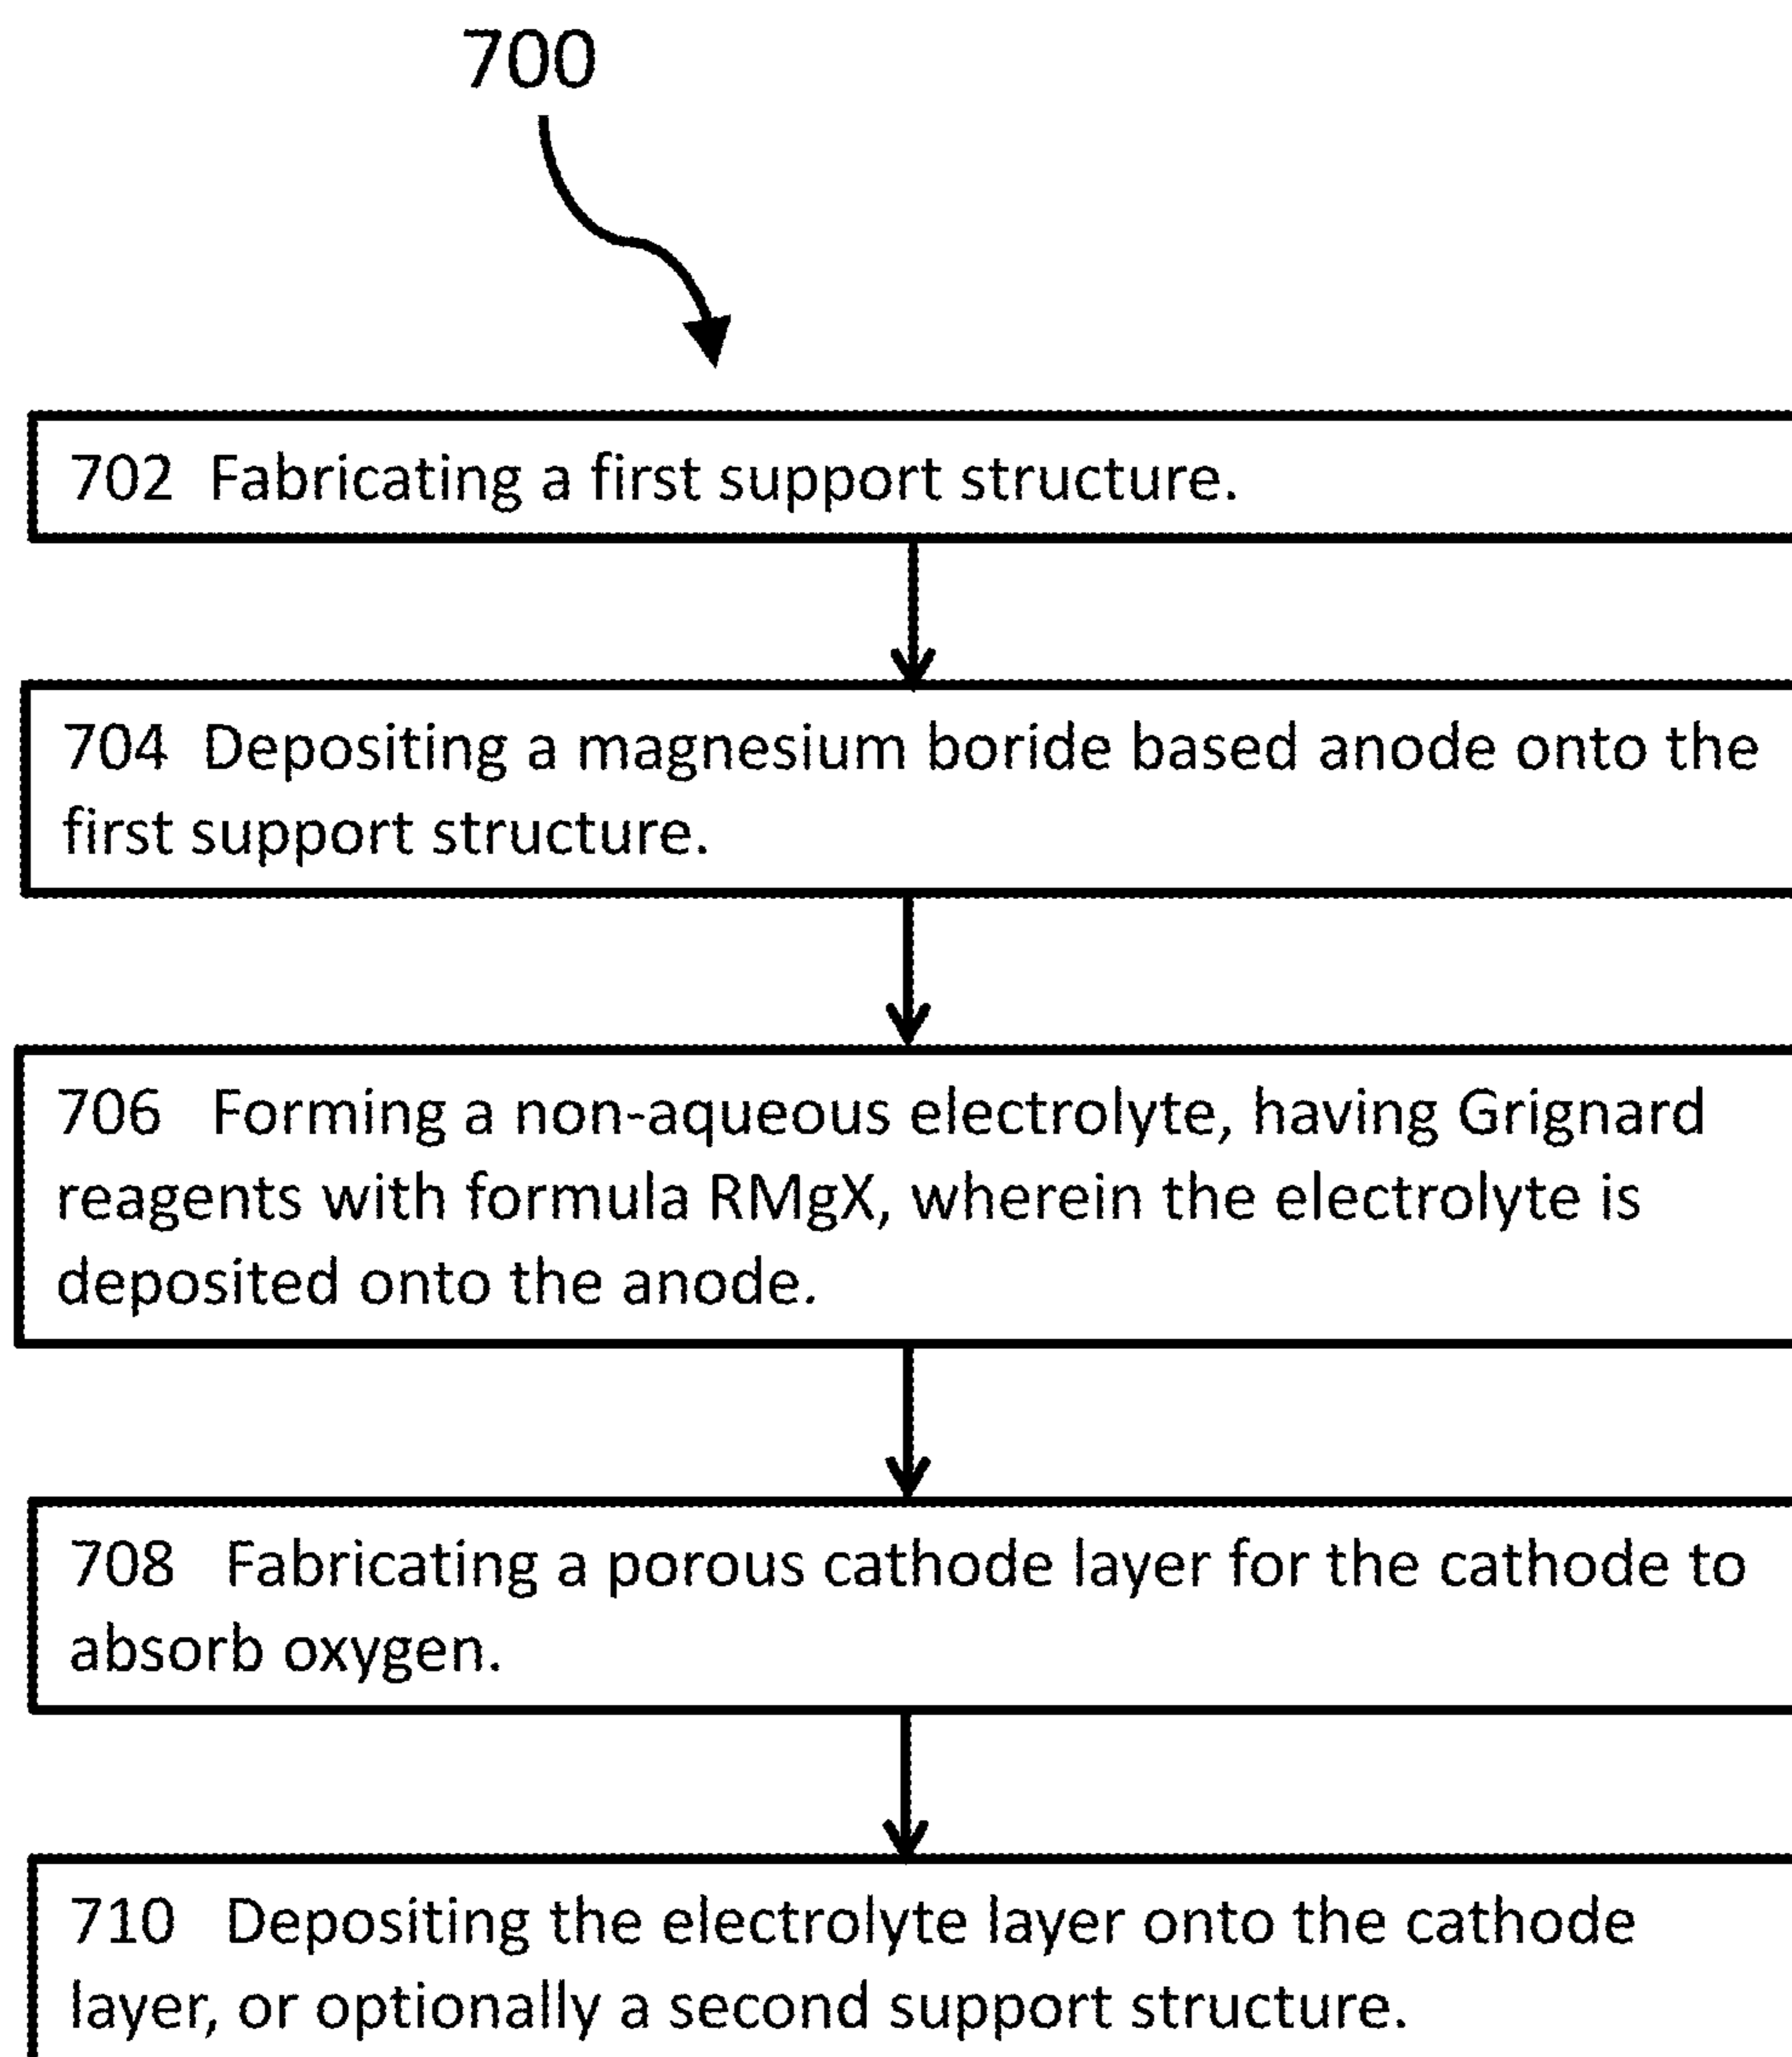 700
702 Fabricating a first support structure.
704 Depositing a magnesium boride based anode onto the
first support structure.
706 Forming a non-aqueous electrolyte, having Grignard
reagents with formula RMgX, wherein the electrolyte is
deposited onto the anode.
708 Fabricating a porous cathode layer for the cathode to
absorb oxygen.
710 Depositing the electrolyte layer onto the cathode
layer, or optionally a second support structure.